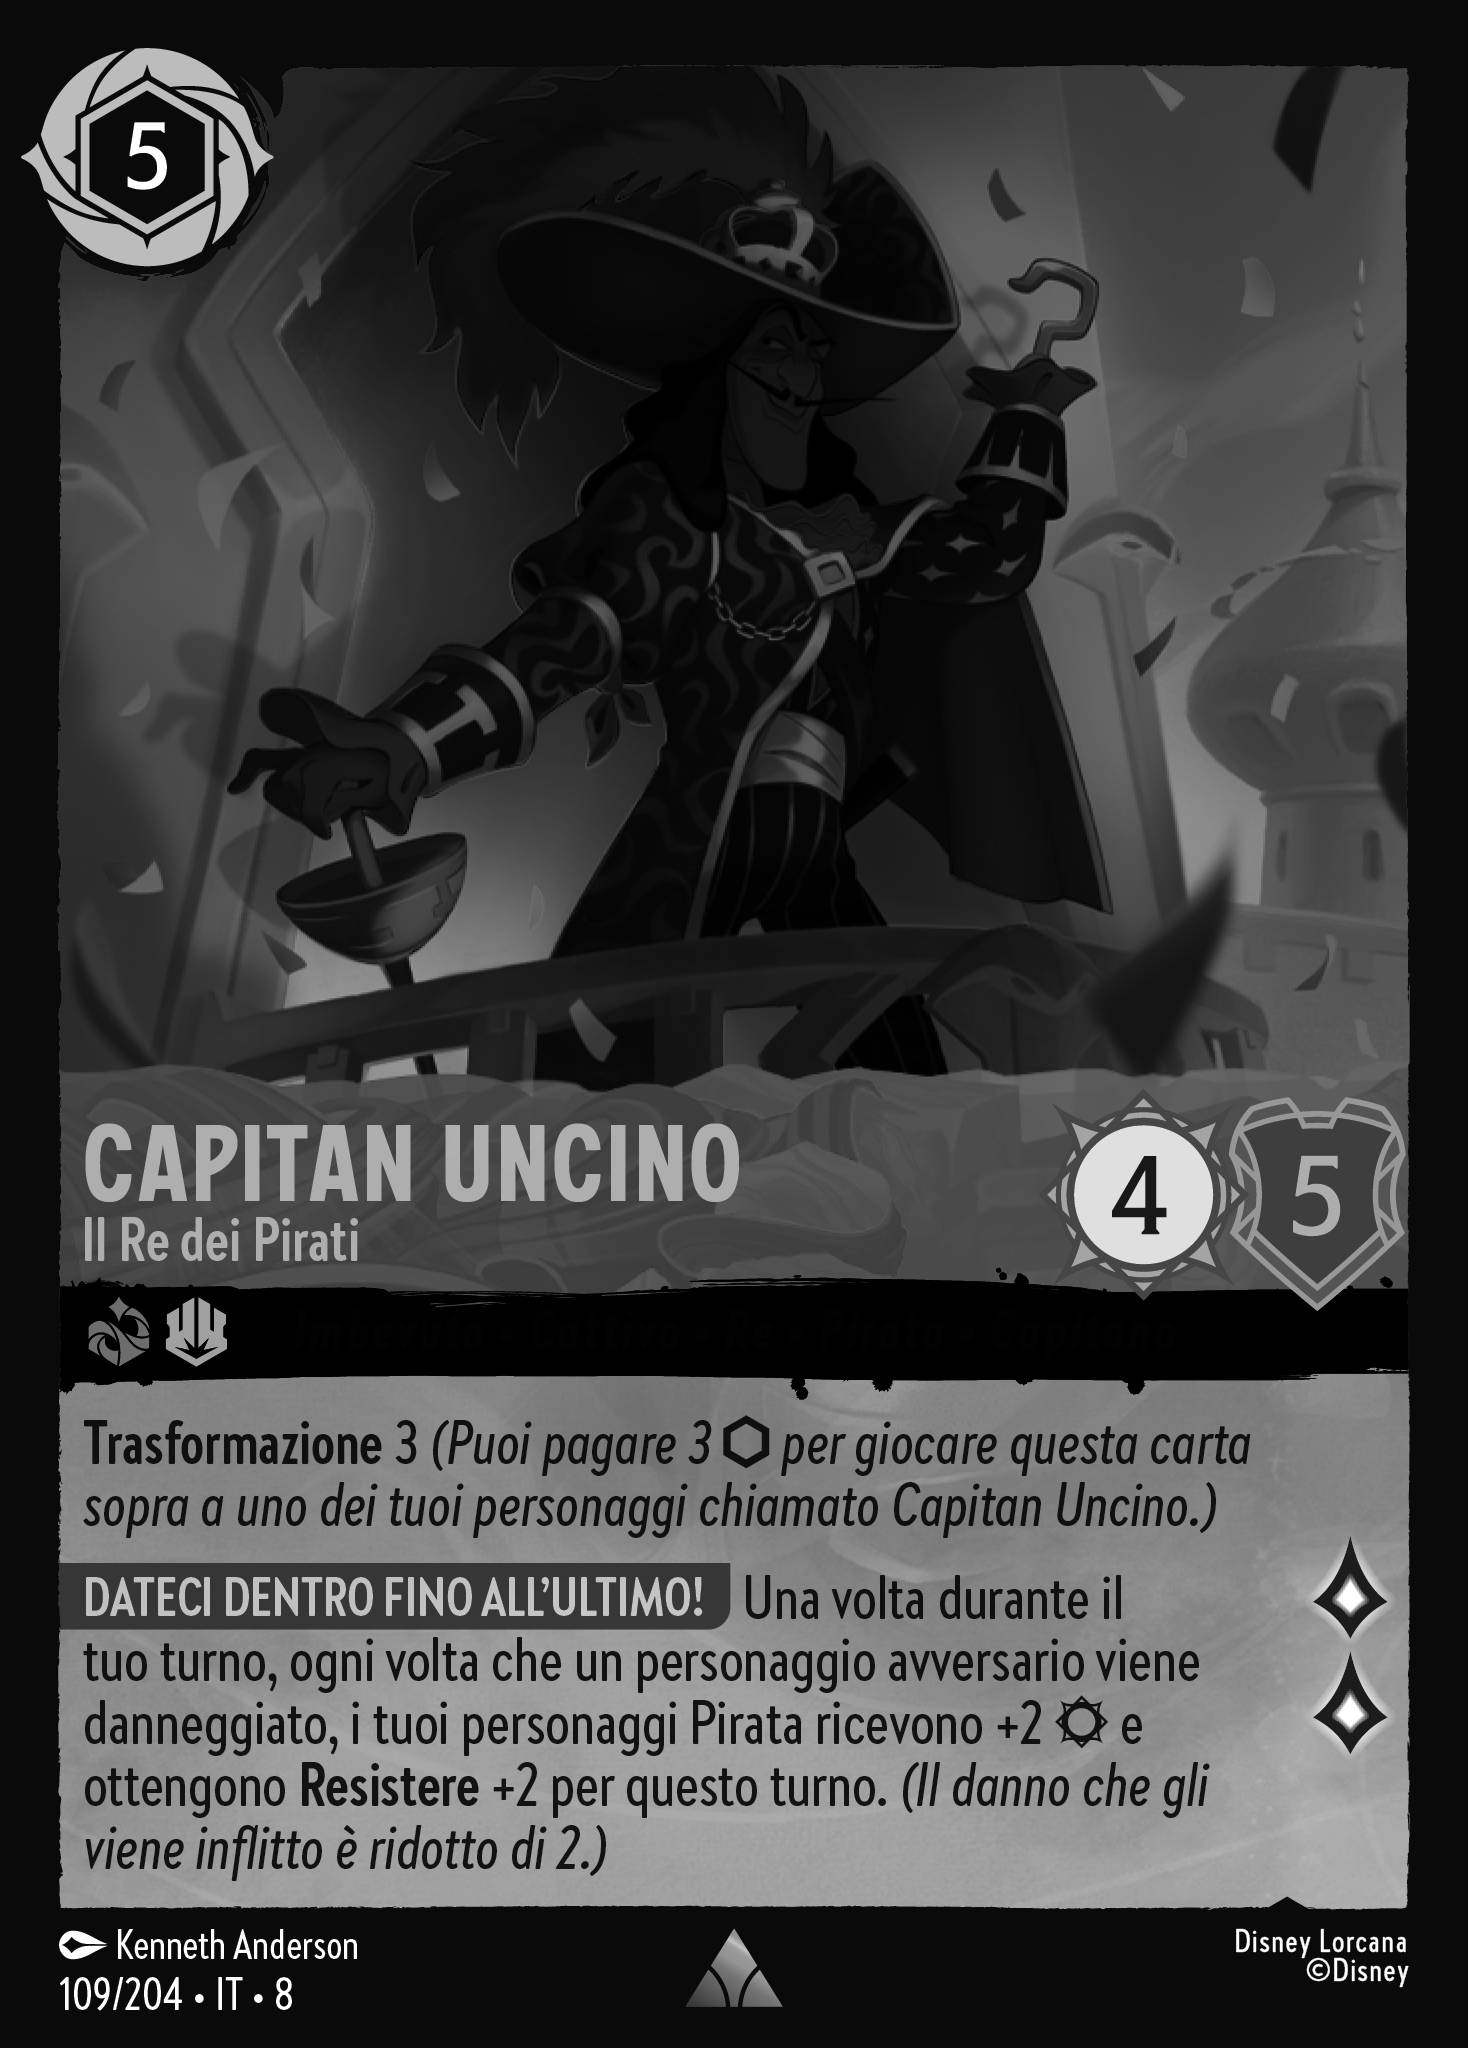 5
CAPITAN UNCINO
Il Re dei Pirati
4
5
Trasformazione 3 (Puoi pagare 3 per giocare questa carta
sopra a uno dei tuoi personaggi chiamato Capitan Uncino.)
DATECI DENTRO FINO ALL'ULTIMO! Una volta durante il
tuo turno, ogni volta che un personaggio avversario viene
danneggiato, i tuoi personaggi Pirata ricevono +2 e
ottengono Resistere +2 per questo turno. (Il danno che gli
viene inflitto è ridotto di 2.)
Kenneth Anderson
109/204 • IT • 8
Disney Lorcana
©Disney